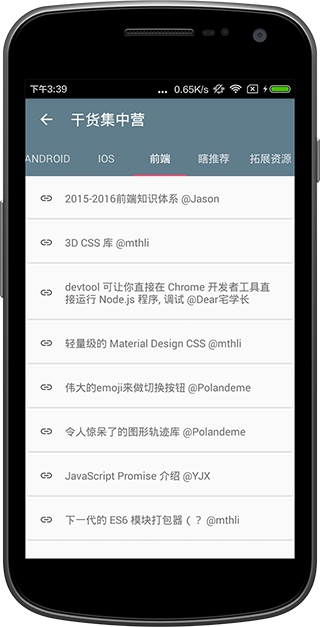 下午3:39 ... 0.65K/s
干货集中营
ANDROID IOS 前端 瞎推荐 拓展资源
2015-2016前端知识体系 @Jason
3D CSS 库 @mthli
devtool 可让你直接在 Chrome 开发者工具直
接运行 Node.js 程序, 调试 @Dear宅学长
轻量级的 Material Design CSS @mthli
伟大的emoji来做切换按钮 @Polandeme
令人惊呆了的图形轨迹库 @Polandeme
JavaScript Promise 介绍 @YJX
下一代的 ES6 模块打包器（ ？ @mthli